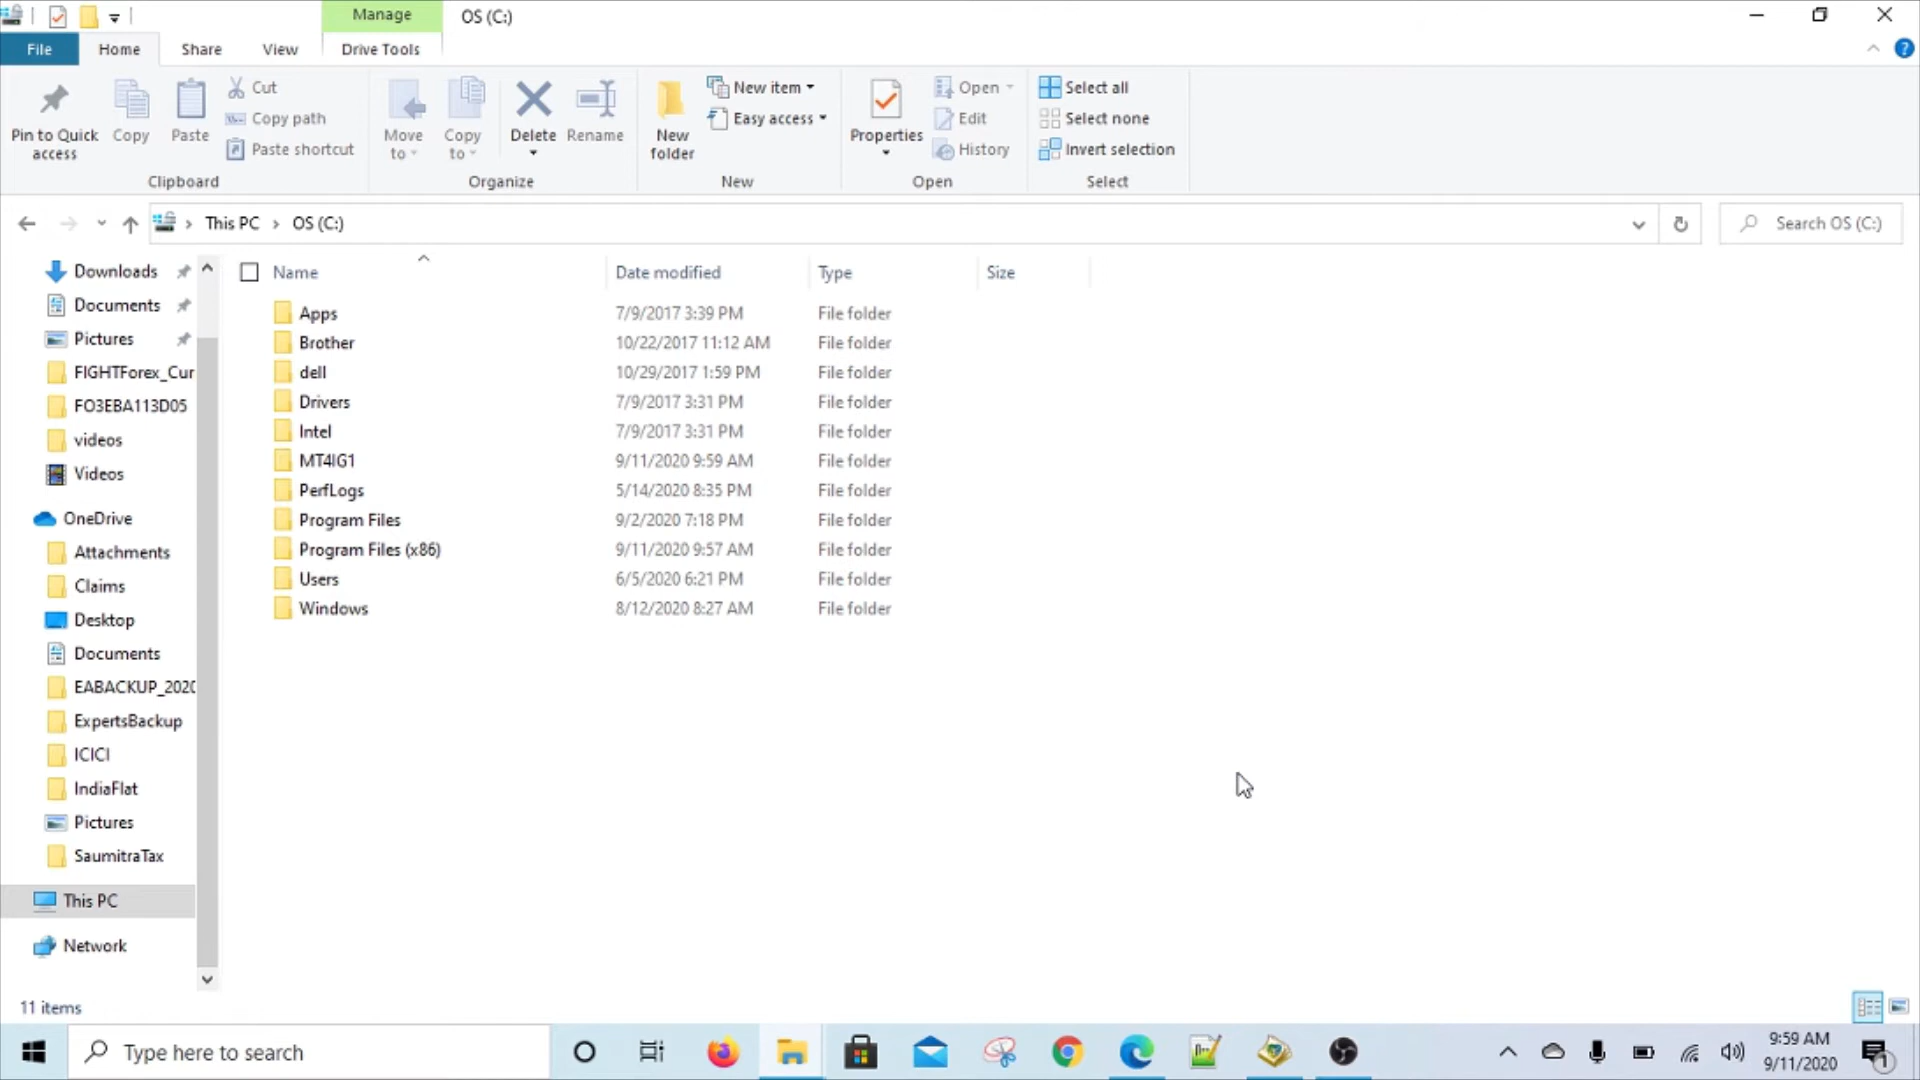 Manage
OS (C:)
File
Home
Share
View
Drive Tools
Pin to Quick access
Copy
Paste
Cut
Copy path
Paste shortcut
Clipboard
Move to
Copy to
Delete
Rename
Organize
New folder
New item
Easy access
New
Properties
Open
Edit
History
Open
Select all
Select none
Invert selection
Select
This PC > OS (C:)
Search OS (C:)
Downloads
Documents
Pictures
FIGHTForex_Cur
FO3EBA113D05
videos
Videos
OneDrive
Attachments
Claims
Desktop
Documents
EABACKUP_2020
ExpertsBackup
ICICI
IndiaFlat
Pictures
SaumitraTax
This PC
Network
Name Date modified Type Size
Apps 7/9/2017 3:39 PM File folder
Brother 10/22/2017 11:12 AM File folder
dell 10/29/2017 1:59 PM File folder
Drivers 7/9/2017 3:31 PM File folder
Intel 7/9/2017 3:31 PM File folder
MT4IG1 9/11/2020 9:59 AM File folder
PerfLogs 5/14/2020 8:35 PM File folder
Program Files 9/2/2020 7:18 PM File folder
Program Files (x86) 9/11/2020 9:57 AM File folder
Users 6/5/2020 6:21 PM File folder
Windows 8/12/2020 8:27 AM File folder
11 items
Type here to search
9:59 AM
9/11/2020
1